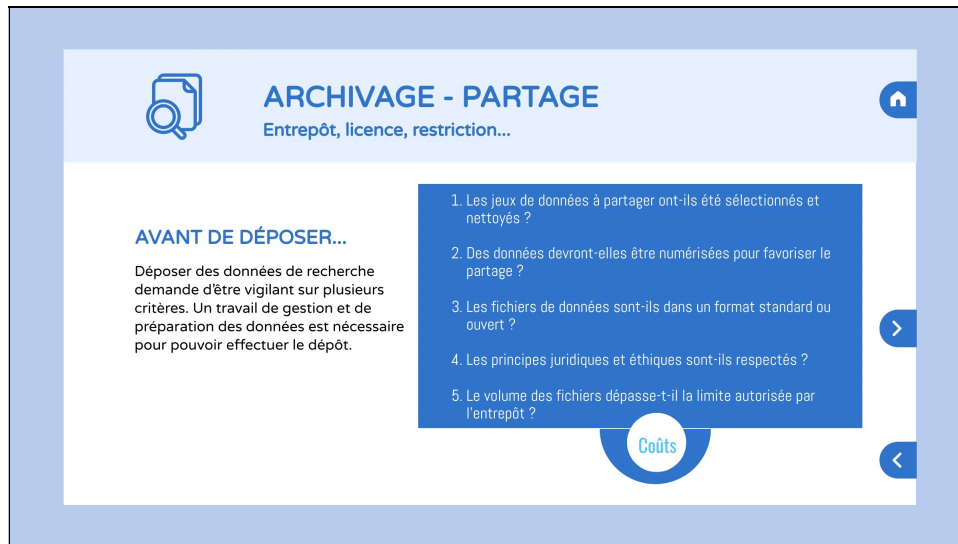 ARCHIVAGE - PARTAGE
Entrepôt, licence, restriction...
AVANT DE DÉPOSER...
Déposer des données de recherche
demande d'être vigilant sur plusieurs
critères. Un travail de gestion et de
préparation des données est nécessaire
pour pouvoir effectuer le dépôt.
1. Les jeux de données à partager ont-ils été sélectionnés et
nettoyés ?
2. Des données devront-elles être numérisées pour favoriser le
partage ?
3. Les fichiers de données sont-ils dans un format standard ou
ouvert ?
4. Les principes juridiques et éthiques sont-ils respectés ?
5. Le volume des fichiers dépasse-t-il la limite autorisée par
l'entrepôt ?
Coûts